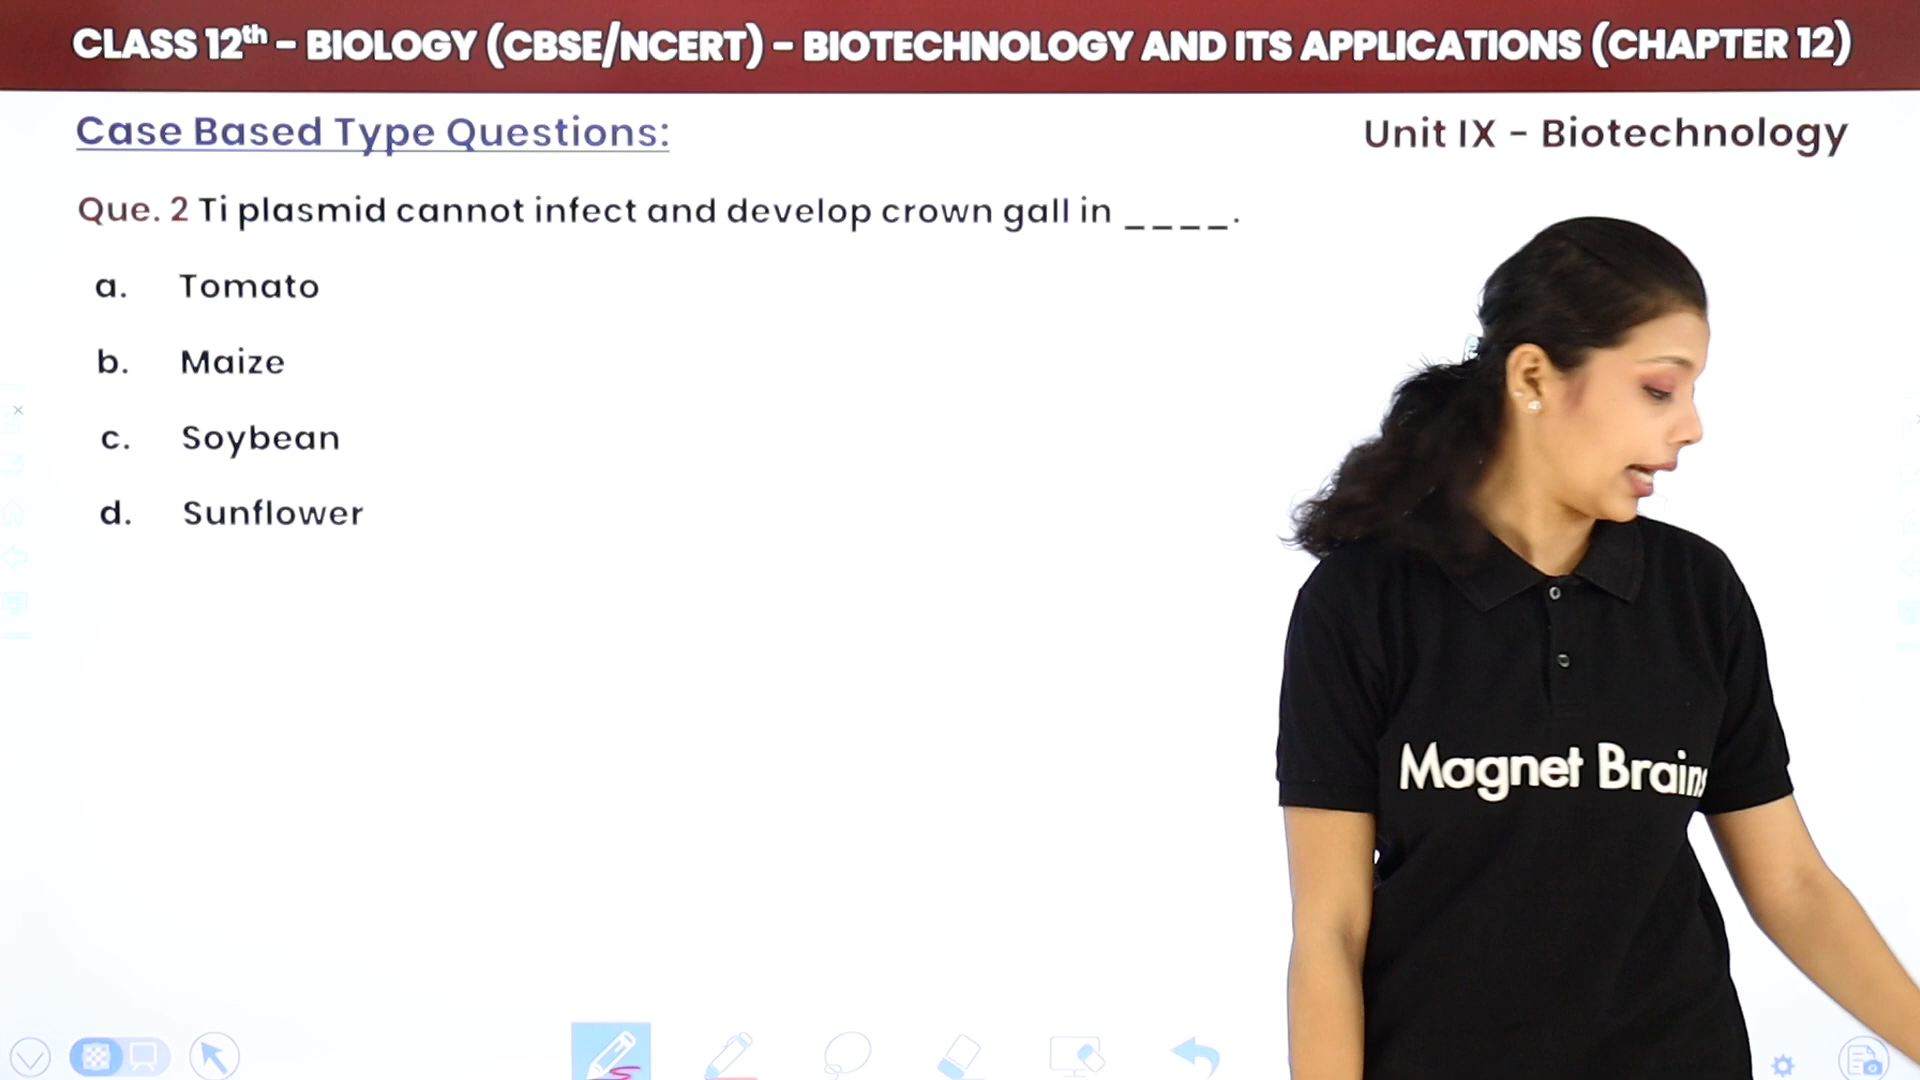 CLASS 12th - BIOLOGY (CBSE/NCERT) - BIOTECHNOLOGY AND ITS APPLICATIONS (CHAPTER 12)
Case Based Type Questions:
Unit IX - Biotechnology
Que. 2 Ti plasmid cannot infect and develop crown gall in ____.
a. Tomato
b. Maize
c. Soybean
d. Sunflower
Magnet Brains